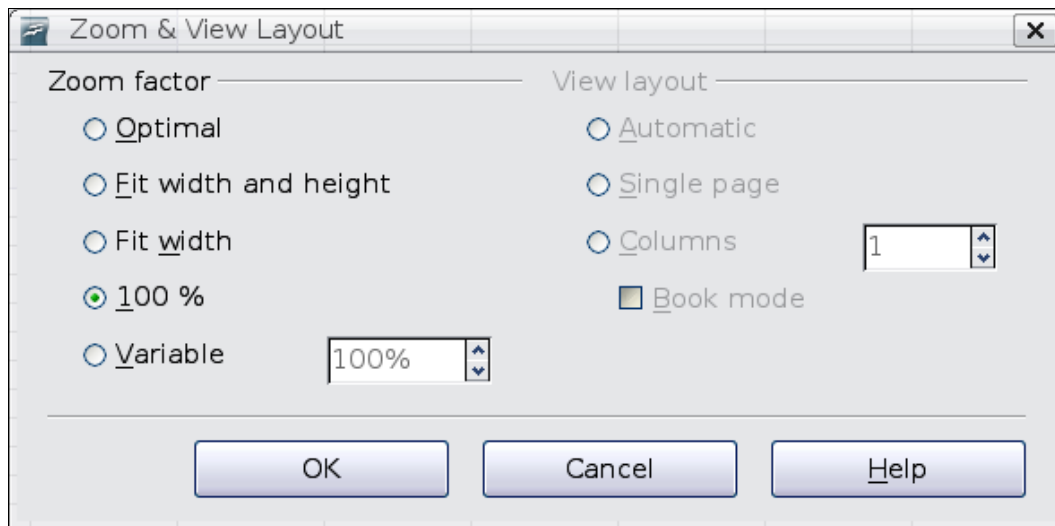 Zoom & View Layout
Zoom factor
Optimal
Fit width and height
Fit width
100 %
Variable
100%
View layout
Automatic
Single page
Columns
1
Book mode
OK
Cancel
Help